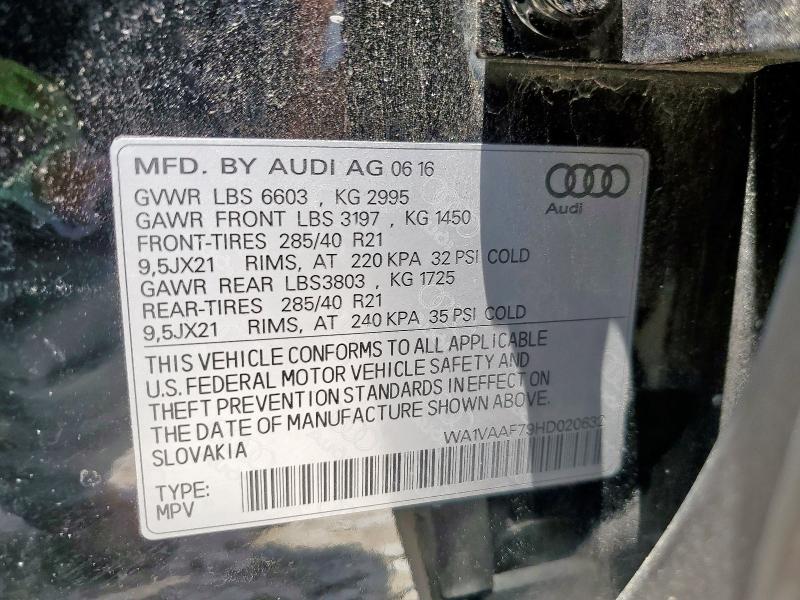 MFD. BY AUDI AG 06 16
Audi
GVWR LBS 6603 , KG 2995
GAWR FRONT LBS 3197 , KG 1450
FRONT-TIRES 285/40 R21
9,5JX21 RIMS, AT 220 KPA 32 PSI COLD
GAWR REAR LBS3803 , KG 1725
REAR-TIRES 285/40 R21
9,5JX21 RIMS, AT 240 KPA 35 PSI COLD
THIS VEHICLE CONFORMS TO ALL APPLICABLE
U.S. FEDERAL MOTOR VEHICLE SAFETY AND
THEFT PREVENTION STANDARDS IN EFFECT ON
THE DATE OF MANUFACTURE SHOWN ABOVE.
SLOVAKIA
WA1VAAF79HD020632
TYPE:
MPV